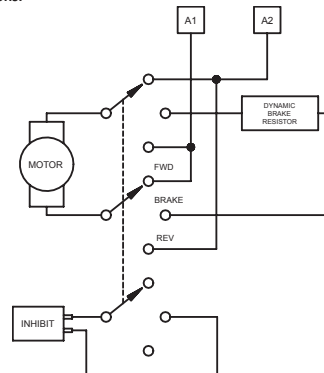 A1 A2
DYNAMIC
BRAKE
RESISTOR
MOTOR
FWD
BRAKE
REV
INHIBIT